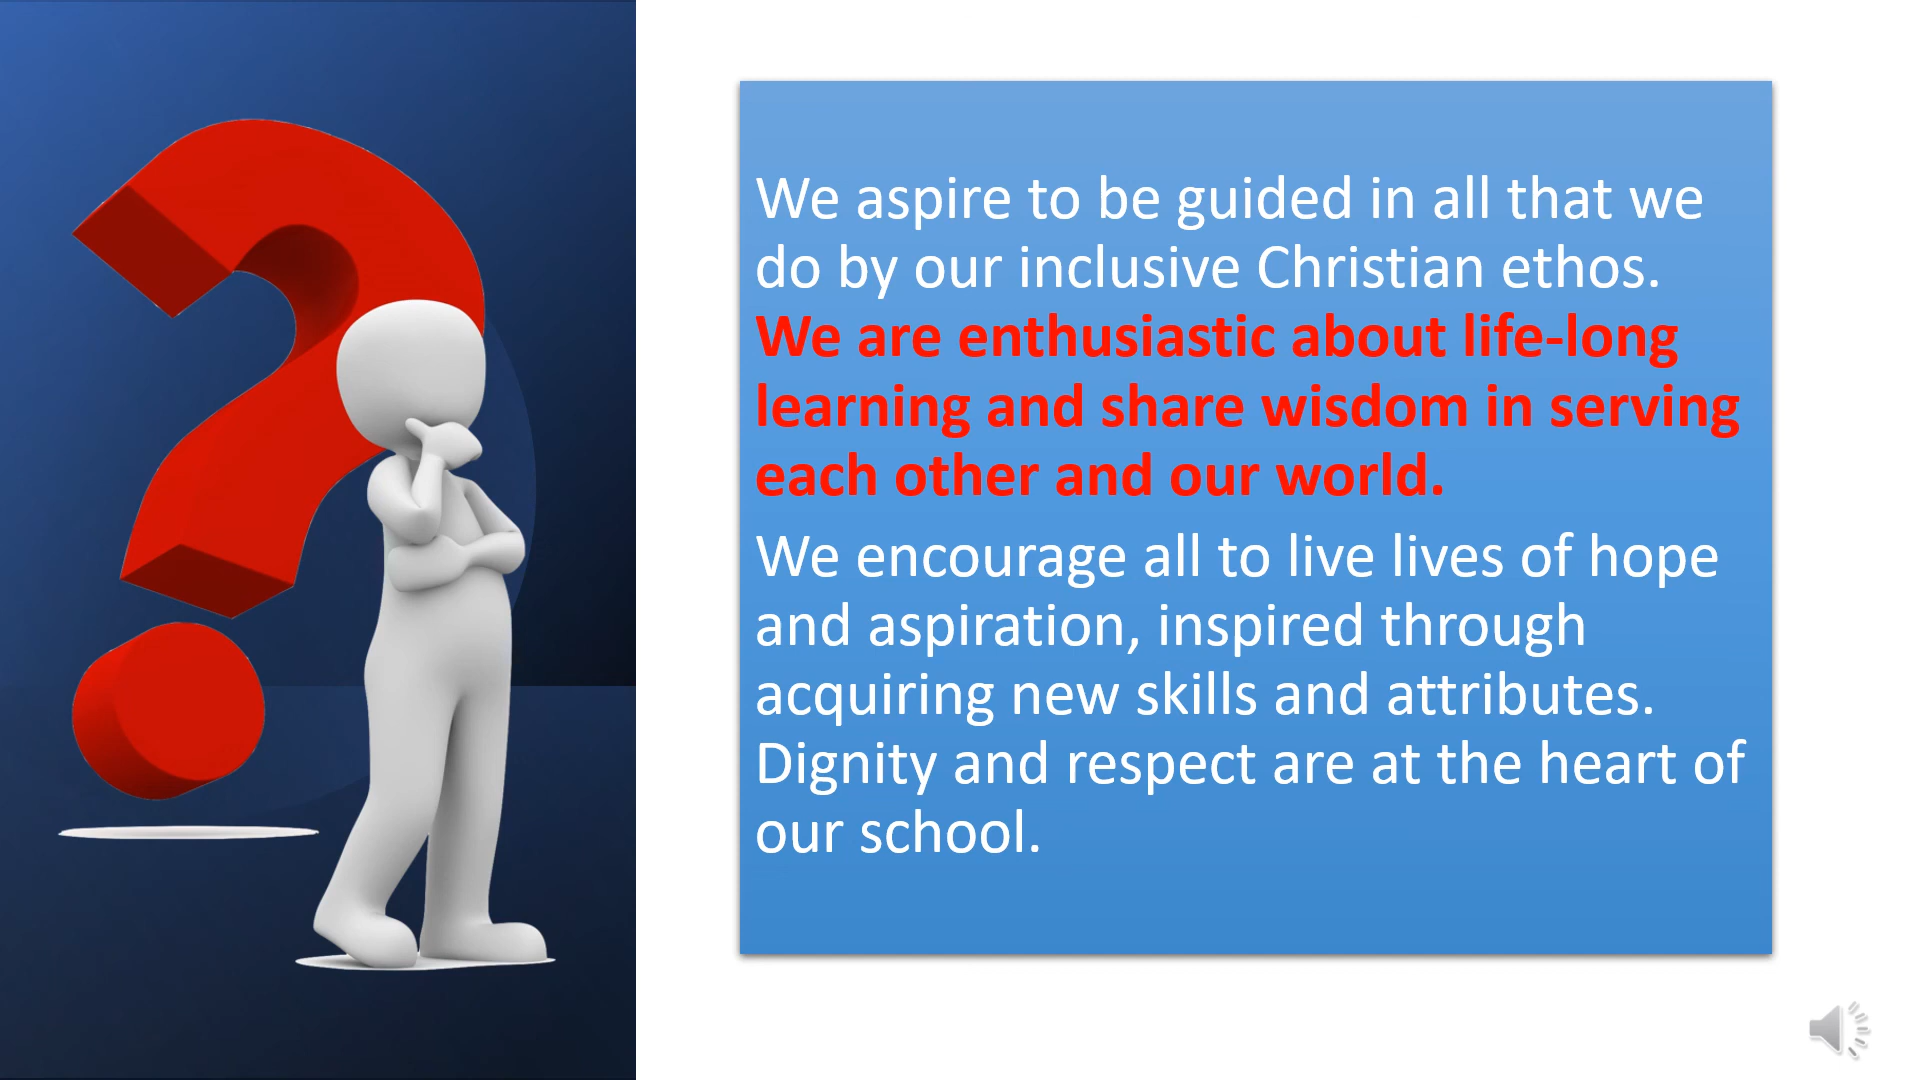 We aspire to be guided in all that we
do by our inclusive Christian ethos.
We are enthusiastic about life-long
learning and share wisdom in serving
each other and our world.
We encourage all to live lives of hope
and aspiration, inspired through
acquiring new skills and attributes.
Dignity and respect are at the heart of
our school.